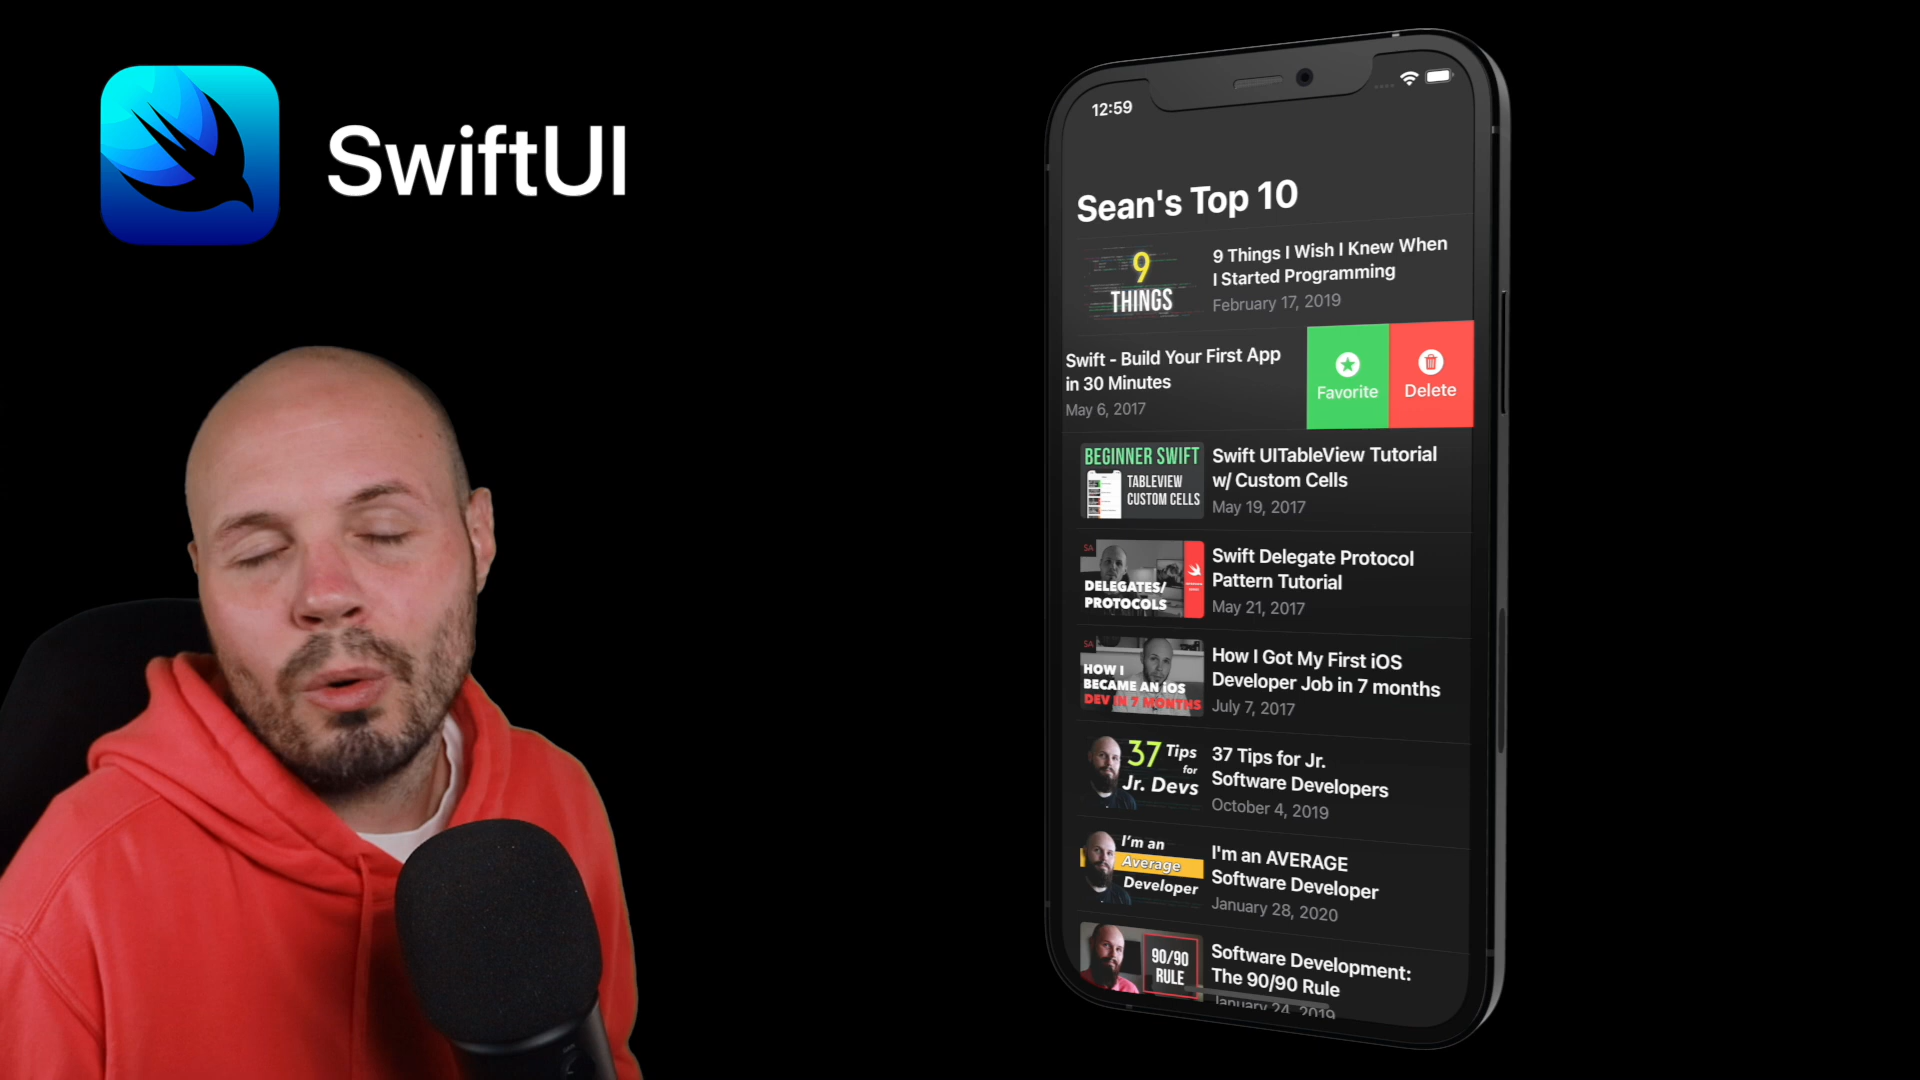 SwiftUI
12:59
Sean's Top 10
9
THINGS
9 Things I Wish I Knew When
I Started Programming
February 17, 2019
Swift - Build Your First App
in 30 Minutes
May 6, 2017
Favorite
Delete
BEGINNER SWIFT
TABLEVIEW
CUSTOM CELLS
Swift UITableView Tutorial
w/ Custom Cells
May 19, 2017
SA
DELEGATES/
PROTOCOLS
Swift Delegate Protocol
Pattern Tutorial
May 21, 2017
SA
HOW I
BECAME AN iOS
DEV IN 7 MONTHS
How I Got My First iOS
Developer Job in 7 months
July 7, 2017
37 Tips
for
Jr. Devs
37 Tips for Jr.
Software Developers
October 4, 2019
I'm an
Average
Developer
I'm an AVERAGE
Software Developer
January 28, 2020
90/90
RULE
Software Development:
The 90/90 Rule
January 24, 2019